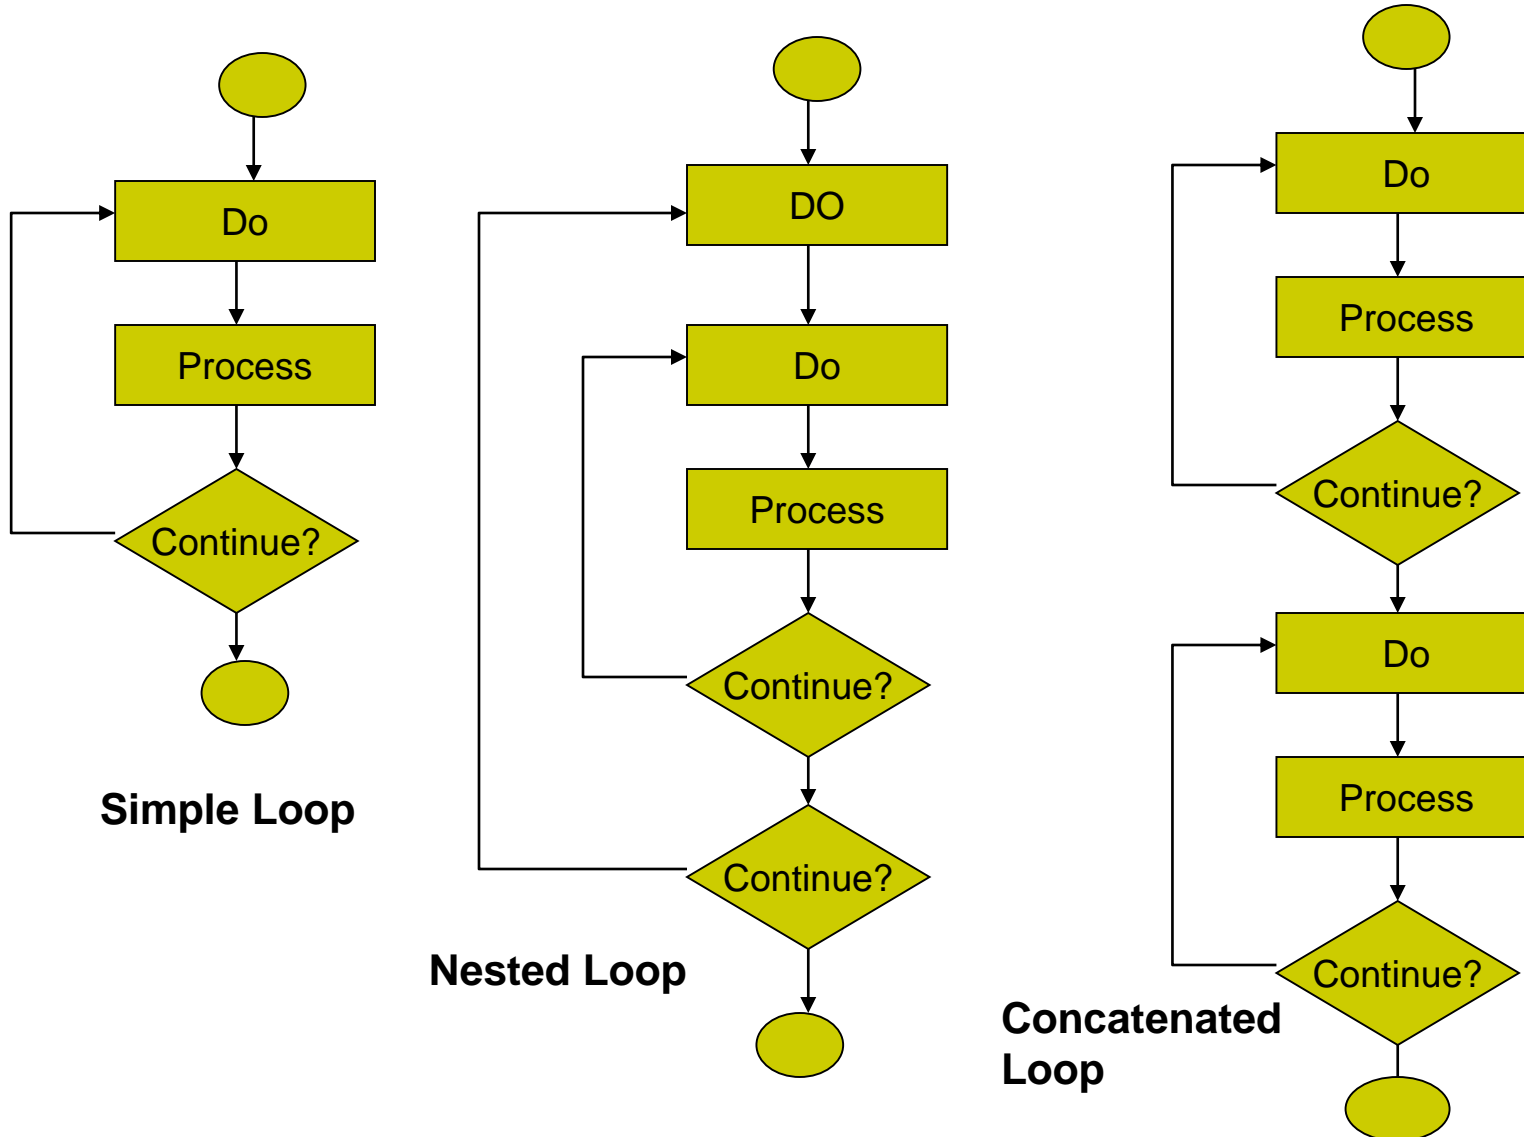 Do
Process
Continue?
Simple Loop
DO
Do
Process
Continue?
Continue?
Nested Loop
Do
Process
Continue?
Do
Process
Continue?
Concatenated
Loop